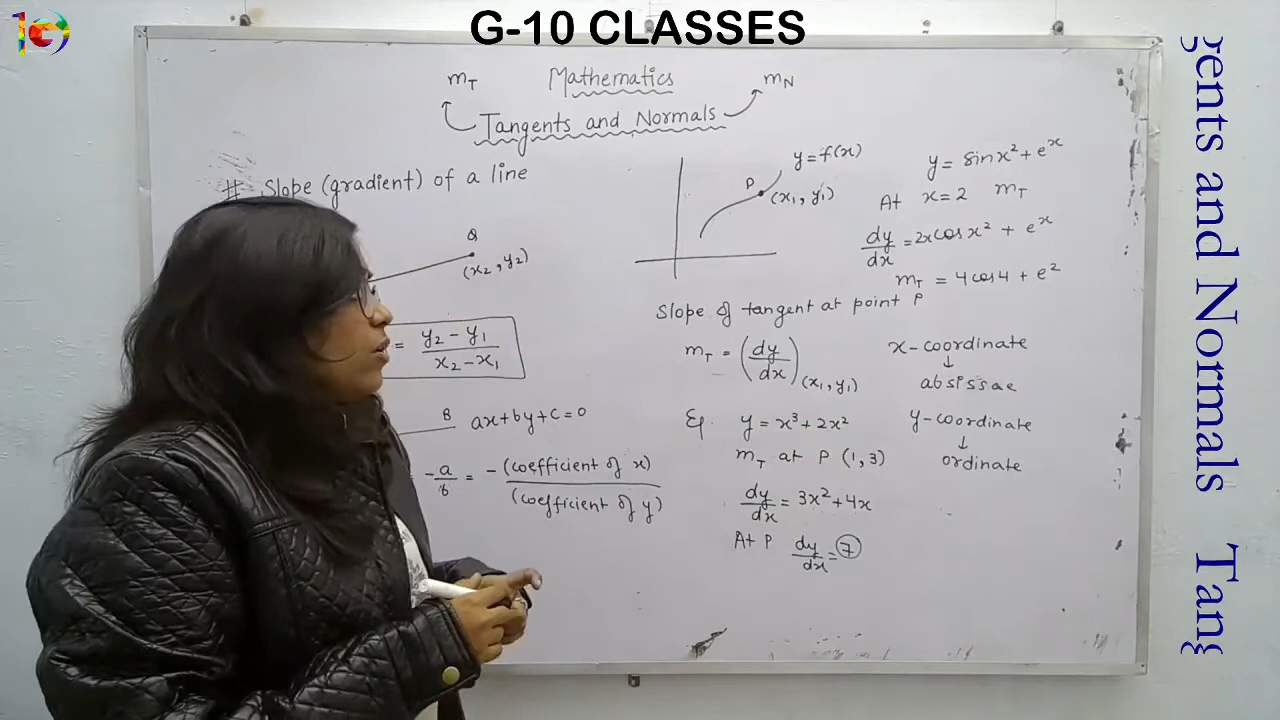 G-10 CLASSES
m_T Mathematics m_N
Tangents and Normals
# Slope (gradient) of a line
Q
(x₂, y₂)
= y₂ - y₁ / x₂ - x₁
B ax + by + c = 0
-a/b = -(coefficient of x) / (coefficient of y)
y = f(x)
P (x₁, y₁)
Slope of tangent at point P
m_T = (dy/dx)(x₁, y₁)
Eg. y = x³ + 2x²
m_T at P (1, 3)
dy/dx = 3x² + 4x
At P dy/dx = 7
y = sin x² + eˣ
At x = 2 m_T
dy/dx = 2x cos x² + eˣ
m_T = 4 cos 4 + e²
x-coordinate
↓
abssssae
y-coordinate
↓
ordinate
gents and Normals Tang